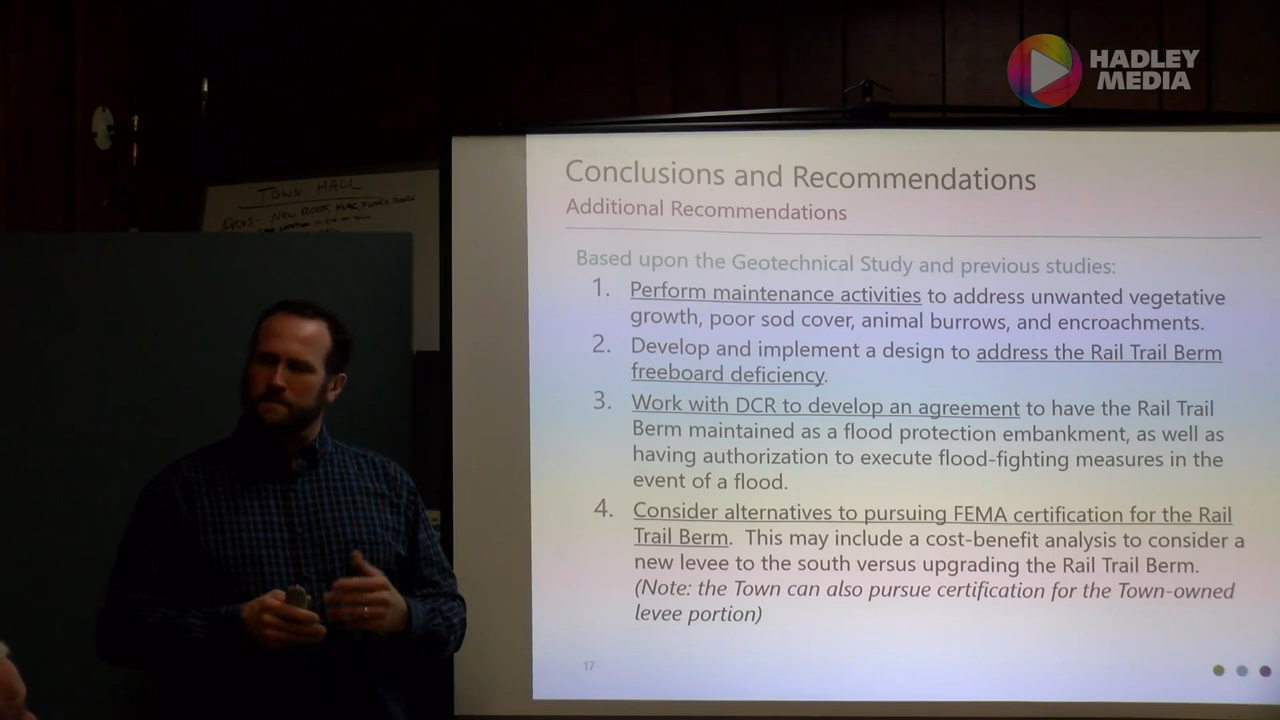 HADLEY
MEDIA
TOWN HALL
NEW ROOF, HVAC,
Conclusions and Recommendations
Additional Recommendations
Based upon the Geotechnical Study and previous studies:
1. Perform maintenance activities to address unwanted vegetative
growth, poor sod cover, animal burrows, and encroachments.
2. Develop and implement a design to address the Rail Trail Berm
freeboard deficiency.
3. Work with DCR to develop an agreement to have the Rail Trail
Berm maintained as a flood protection embankment, as well as
having authorization to execute flood-fighting measures in the
event of a flood.
4. Consider alternatives to pursuing FEMA certification for the Rail
Trail Berm. This may include a cost-benefit analysis to consider a
new levee to the south versus upgrading the Rail Trail Berm.
(Note: the Town can also pursue certification for the Town-owned
levee portion)
17